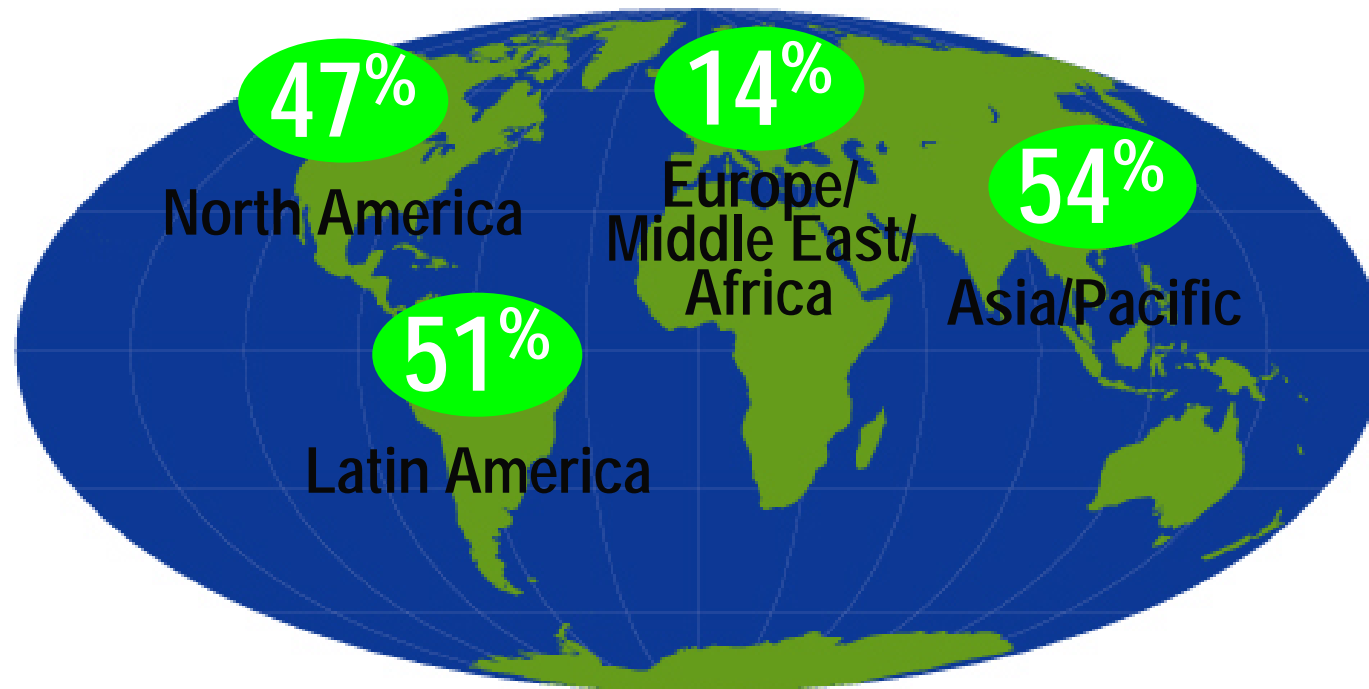 47%
North America
14%
Europe/
Middle East/
Africa
54%
Asia/Pacific
51%
Latin America